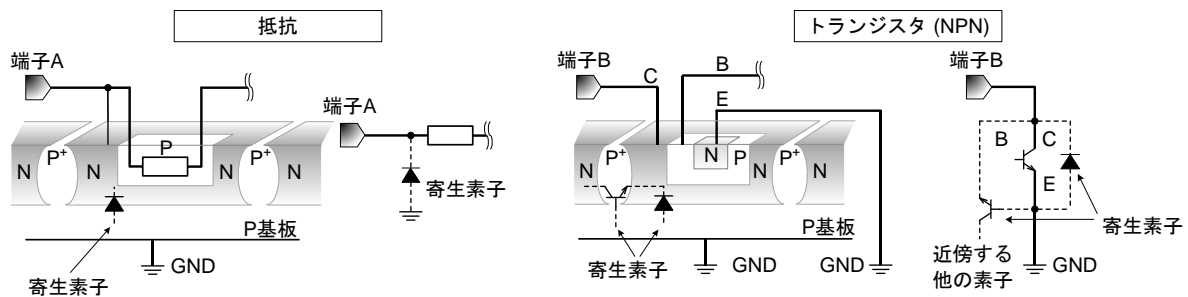 抵抗
端子A
P
N
P+
N
N
P+
N
P基板
GND
寄生素子
端子A
寄生素子
トランジスタ (NPN)
端子B
C
B
E
N
P+
N
N
P
N
P+
N
P基板
寄生素子
GND
GND
端子B
B
C
E
寄生素子
近傍する
他の素子
GND